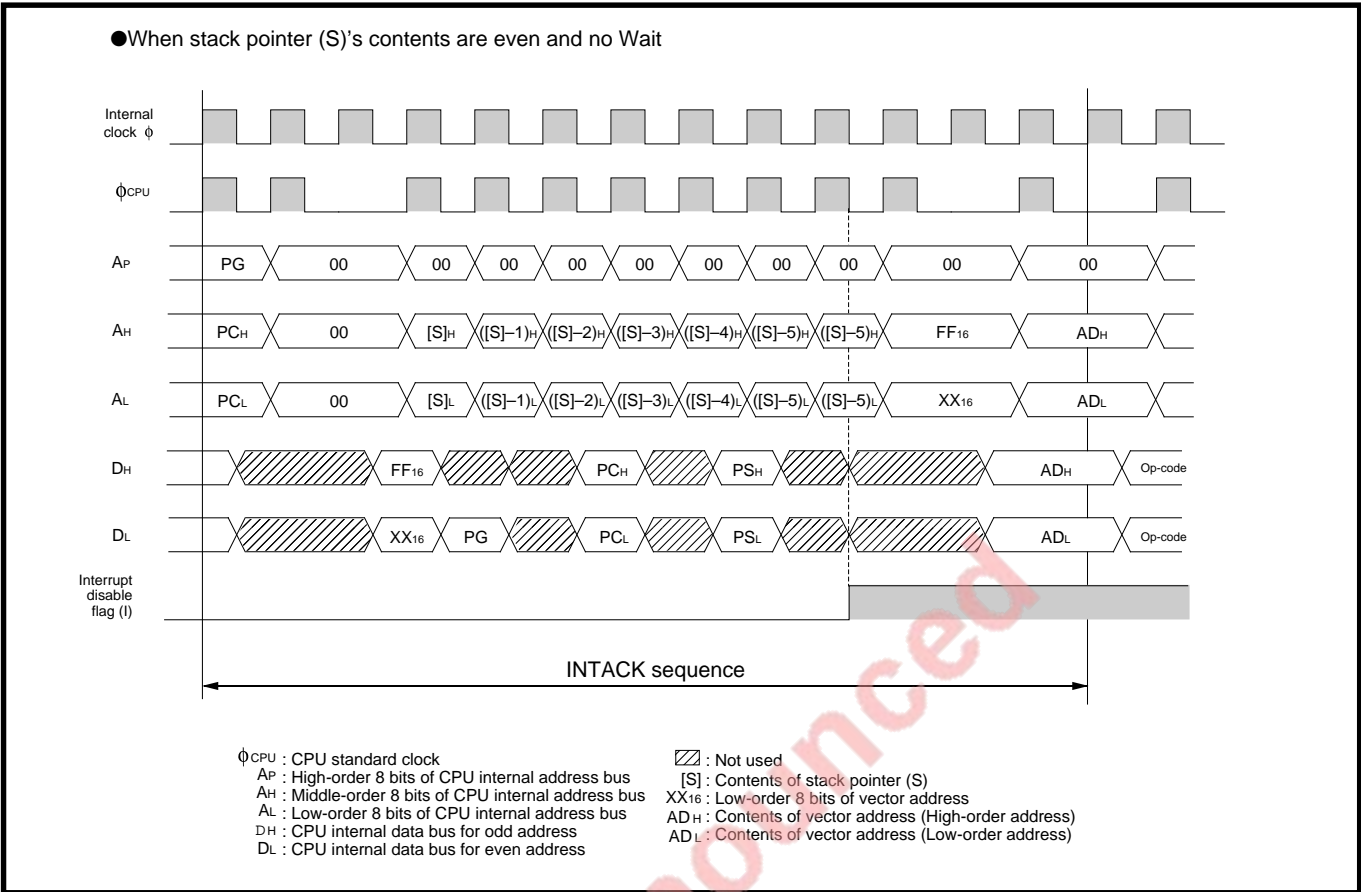 ●When stack pointer (S)’s contents are even and no Wait
Internal
clock ϕ
ϕCPU
AP PG 00 00 00 00 00 00 00 00 00 00
AH PCH 00 [S]H ([S]–1)H ([S]–2)H ([S]–3)H ([S]–4)H ([S]–5)H ([S]–5)H FF16 ADH
AL PCL 00 [S]L ([S]–1)L ([S]–2)L ([S]–3)L ([S]–4)L ([S]–5)L ([S]–5)L XX16 ADL
DH FF16 PCH PSH ADH Op-code
DL XX16 PG PCL PSL ADL Op-code
Interrupt
disable
flag (I)
INTACK sequence
ϕCPU : CPU standard clock
AP : High-order 8 bits of CPU internal address bus
AH : Middle-order 8 bits of CPU internal address bus
AL : Low-order 8 bits of CPU internal address bus
DH : CPU internal data bus for odd address
DL : CPU internal data bus for even address
: Not used
[S] : Contents of stack pointer (S)
XX16 : Low-order 8 bits of vector address
ADH : Contents of vector address (High-order address)
ADL : Contents of vector address (Low-order address)
ounced